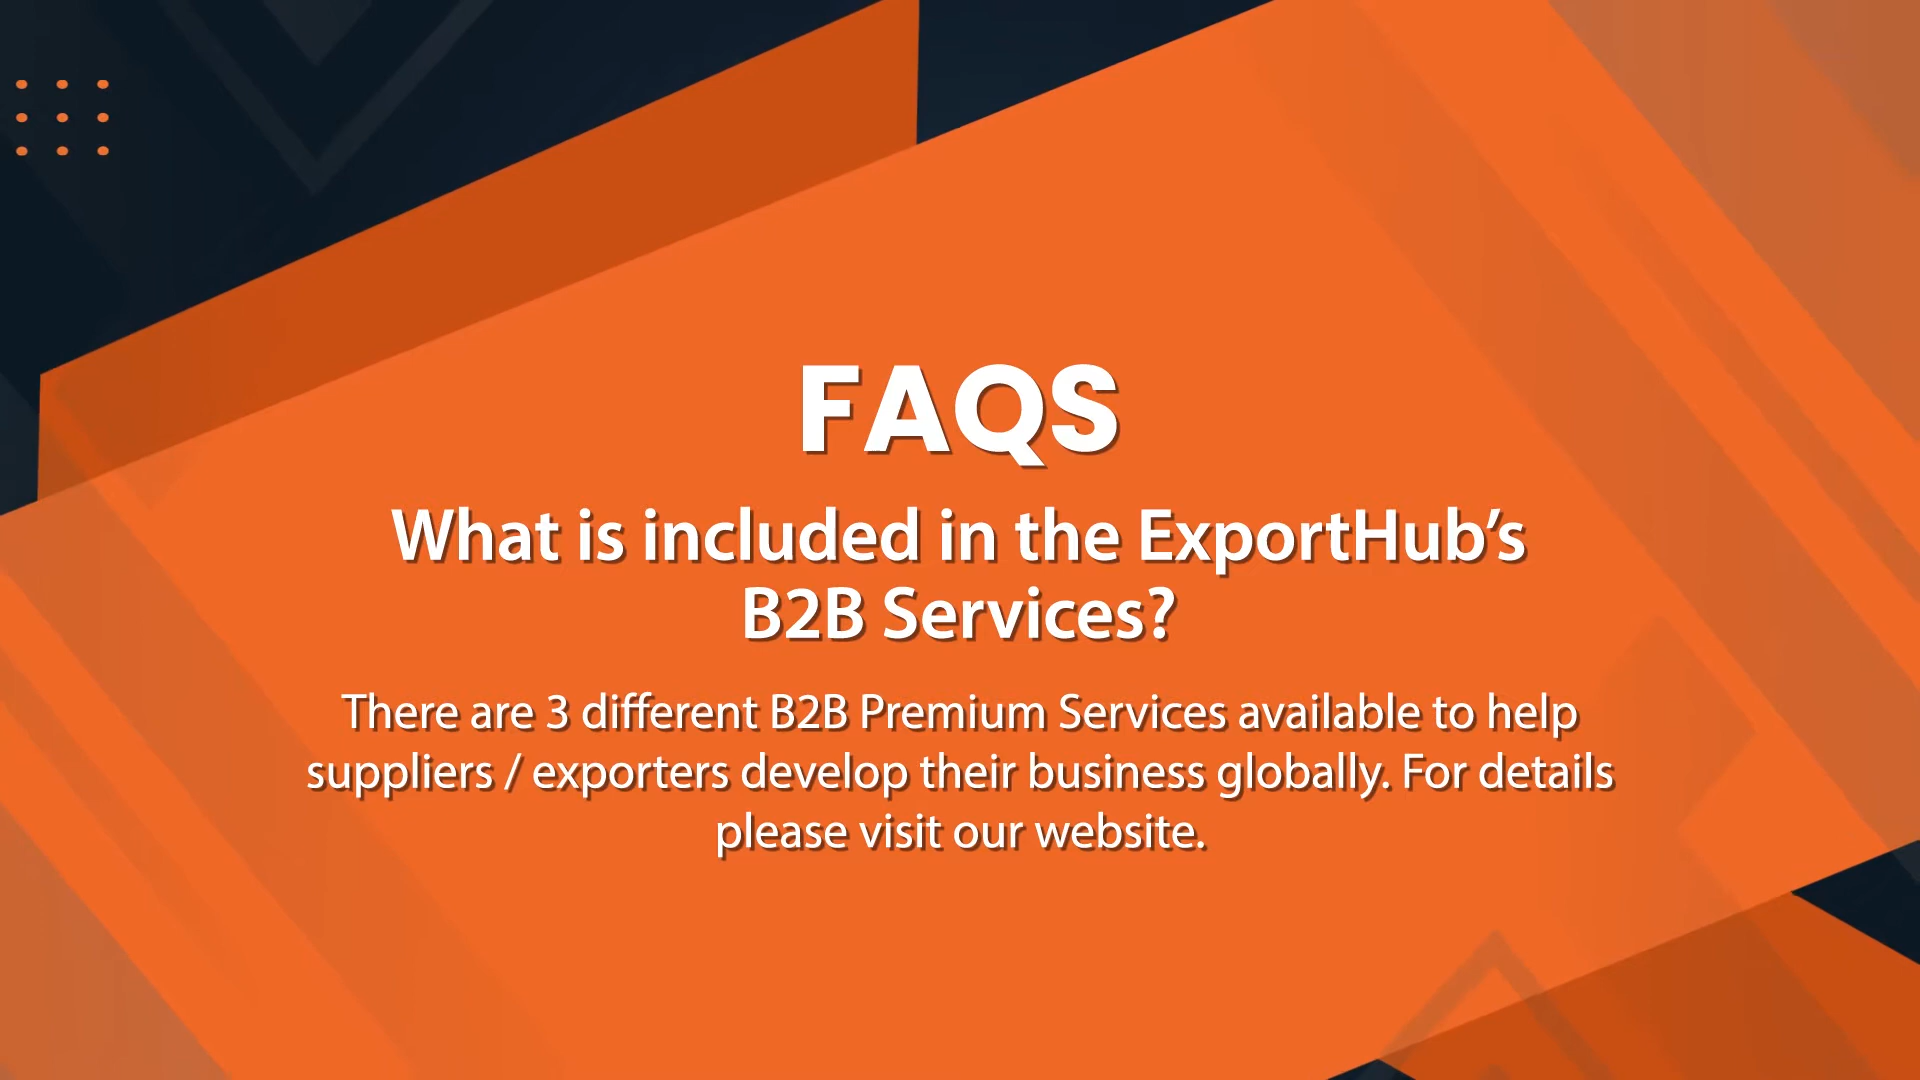 FAQS
What is included in the ExportHub’s
B2B Services?
There are 3 different B2B Premium Services available to help
suppliers / exporters develop their business globally. For details
please visit our website.